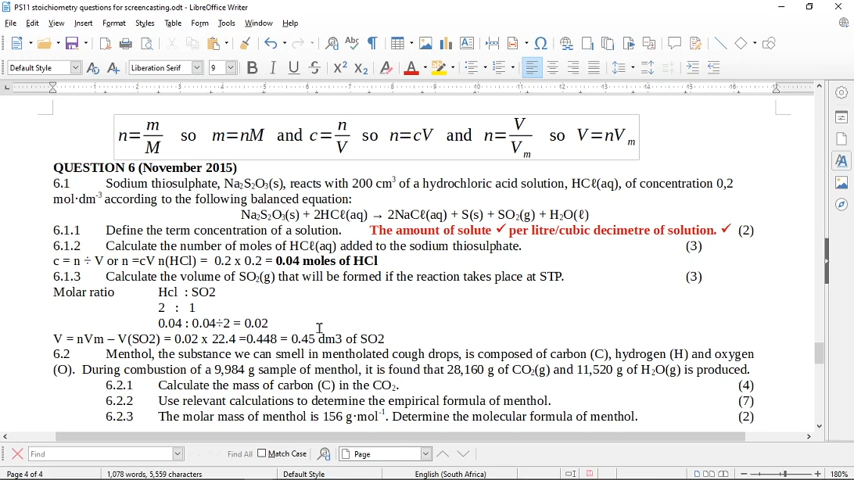 PS11 stoichiometry questions for screencasting.odt - LibreOffice Writer
File Edit View Insert Format Styles Table Form Tools Window Help
Default Style Liberation Serif 9
n=m/M so m=nM and c=n/V so n=cV and n=V/Vm so V=nVm
QUESTION 6 (November 2015)
6.1 Sodium thiosulphate, Na2S2O3(s), reacts with 200 cm3 of a hydrochloric acid solution, HCℓ(aq), of concentration 0,2
mol·dm-3 according to the following balanced equation:
Na2S2O3(s) + 2HCℓ(aq) → 2NaCℓ(aq) + S(s) + SO2(g) + H2O(ℓ)
6.1.1 Define the term concentration of a solution. The amount of solute ✓ per litre/cubic decimetre of solution. ✓ (2)
6.1.2 Calculate the number of moles of HCℓ(aq) added to the sodium thiosulphate. (3)
c = n ÷ V or n =cV n(HCl) = 0.2 x 0.2 = 0.04 moles of HCl
6.1.3 Calculate the volume of SO2(g) that will be formed if the reaction takes place at STP. (3)
Molar ratio Hcl : SO2
2 : 1
0.04 : 0.04÷2 = 0.02
V = nVm – V(SO2) = 0.02 x 22.4 =0.448 = 0.45 dm3 of SO2
6.2 Menthol, the substance we can smell in mentholated cough drops, is composed of carbon (C), hydrogen (H) and oxygen
(O). During combustion of a 9,984 g sample of menthol, it is found that 28,160 g of CO2(g) and 11,520 g of H2O(g) is produced.
6.2.1 Calculate the mass of carbon (C) in the CO2. (4)
6.2.2 Use relevant calculations to determine the empirical formula of menthol. (7)
6.2.3 The molar mass of menthol is 156 g·mol-1. Determine the molecular formula of menthol. (2)
Find Find All Match Case Page
Page 4 of 4 1,078 words, 5,559 characters Default Style English (South Africa) 180%